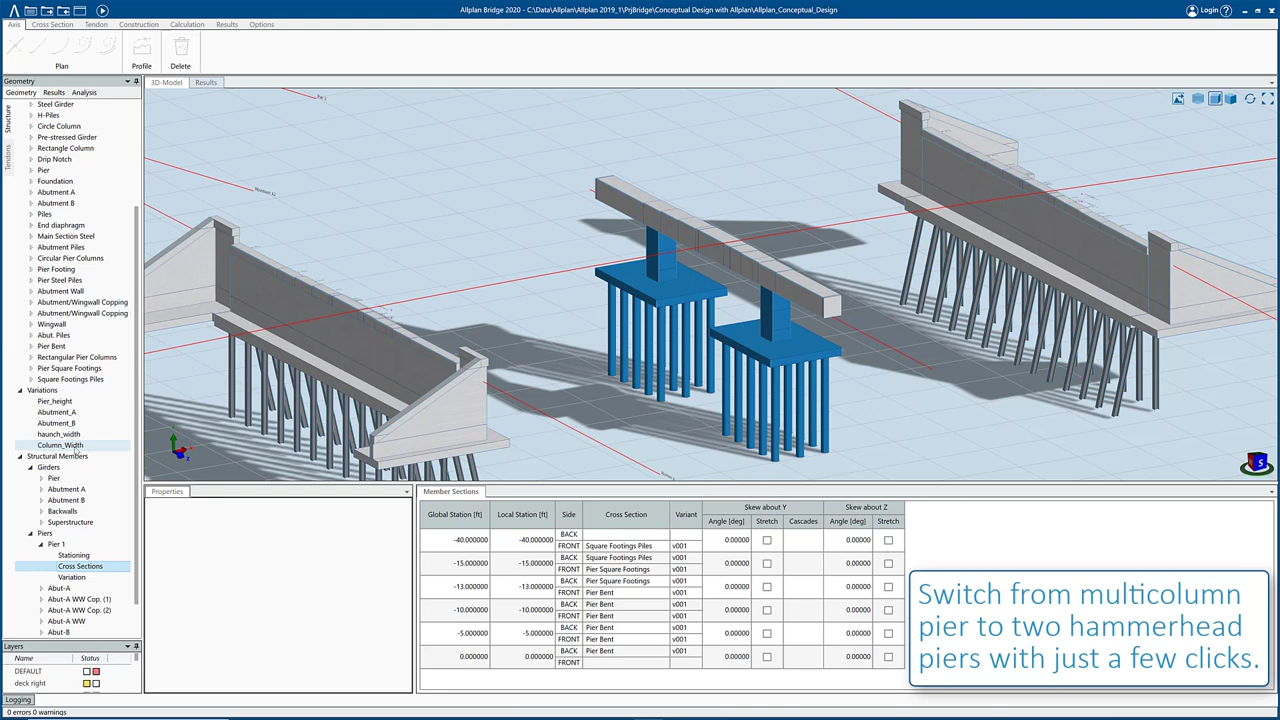 Allplan Bridge 2020 - C:\Data\Allplan\Allplan 2019_1\PrjBridge\Conceptual Design with Allplan\Allplan_Conceptual_Design
Login
Axis Cross Section Tendon Construction Calculation Results Options
Plan Profile Delete
Geometry
Geometry Results Analysis
Structure
Tendons
3D-Model Results
Steel Girder
H-Piles
Circle Column
Pre-stressed Girder
Rectangle Column
Drip Notch
Pier
Foundation
Abutment A
Abutment B
Piles
End diaphragm
Main Section Steel
Abutment Piles
Circular Pier Columns
Pier Footing
Pier Steel Piles
Abutment Wall
Abutment/Wingwall Copping
Abutment/Wingwall Copping
Wingwall
Abut. Piles
Pier Bent
Rectangular Pier Columns
Pier Square Footings
Square Footings Piles
Variations
Pier_height
Abutment_A
Abutment_B
haunch_width
Column_Width
Structural Members
Girders
Pier
Abutment A
Abutment B
Backwalls
Superstructure
Piers
Pier 1
Stationing
Cross Sections
Variation
Abut-A
Abut-A WW Cop. (1)
Abut-A WW Cop. (2)
Abut-A WW
Abut-B
Layers
Name Status
DEFAULT
deck right
Logging
0 errors 0 warnings
Properties
Member Sections
Global Station [ft] Local Station [ft] Side Cross Section Variant Skew about Y Skew about Z
Angle [deg] Stretch Cascades Angle [deg] Stretch
-40.000000 -40.000000 BACK 0.00000 0.00000
FRONT Square Footings Piles v001
-15.000000 -15.000000 BACK Square Footings Piles v001 0.00000 0.00000
FRONT Pier Square Footings v001
-13.000000 -13.000000 BACK Pier Square Footings v001 0.00000 0.00000
FRONT Pier Bent v001
-10.000000 -10.000000 BACK Pier Bent v001 0.00000 0.00000
FRONT Pier Bent v001
-5.000000 -5.000000 BACK Pier Bent v001 0.00000 0.00000
FRONT Pier Bent v001
0.000000 0.000000 BACK Pier Bent v001 0.00000 0.00000
FRONT
Switch from multicolumn
pier to two hammerhead
piers with just a few clicks.